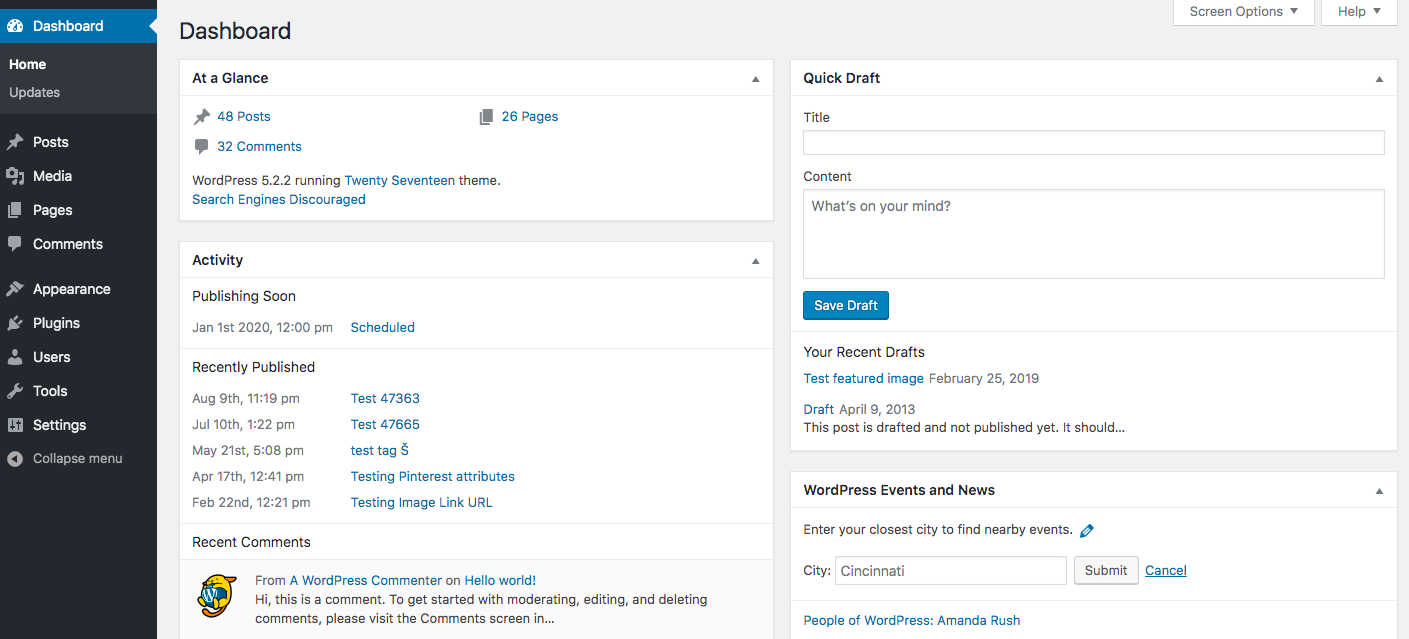 Dashboard
Home
Updates
Posts
Media
Pages
Comments
Appearance
Plugins
Users
Tools
Settings
Collapse menu
Screen Options
Help
Dashboard
At a Glance
48 Posts
26 Pages
32 Comments
WordPress 5.2.2 running Twenty Seventeen theme.
Search Engines Discouraged
Activity
Publishing Soon
Jan 1st 2020, 12:00 pm Scheduled
Recently Published
Aug 9th, 11:19 pm Test 47363
Jul 10th, 1:22 pm Test 47665
May 21st, 5:08 pm test tag Š
Apr 17th, 12:41 pm Testing Pinterest attributes
Feb 22nd, 12:21 pm Testing Image Link URL
Recent Comments
From A WordPress Commenter on Hello world!
Hi, this is a comment. To get started with moderating, editing, and deleting
comments, please visit the Comments screen in…
Quick Draft
Title
Content
What's on your mind?
Save Draft
Your Recent Drafts
Test featured image February 25, 2019
Draft April 9, 2013
This post is drafted and not published yet. It should…
WordPress Events and News
Enter your closest city to find nearby events.
City: Cincinnati Submit Cancel
People of WordPress: Amanda Rush